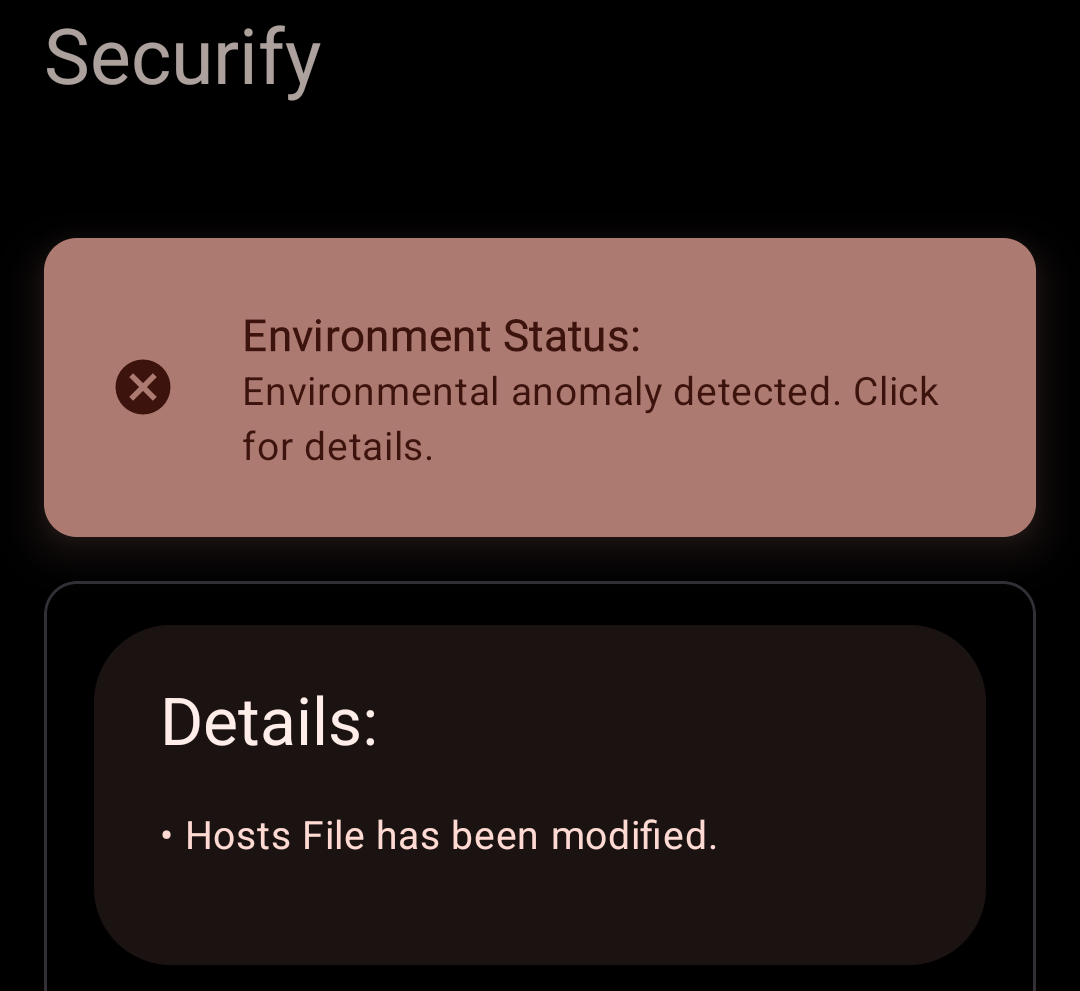 Securify
Environment Status:
Environmental anomaly detected. Click
for details.
Details:
• Hosts File has been modified.